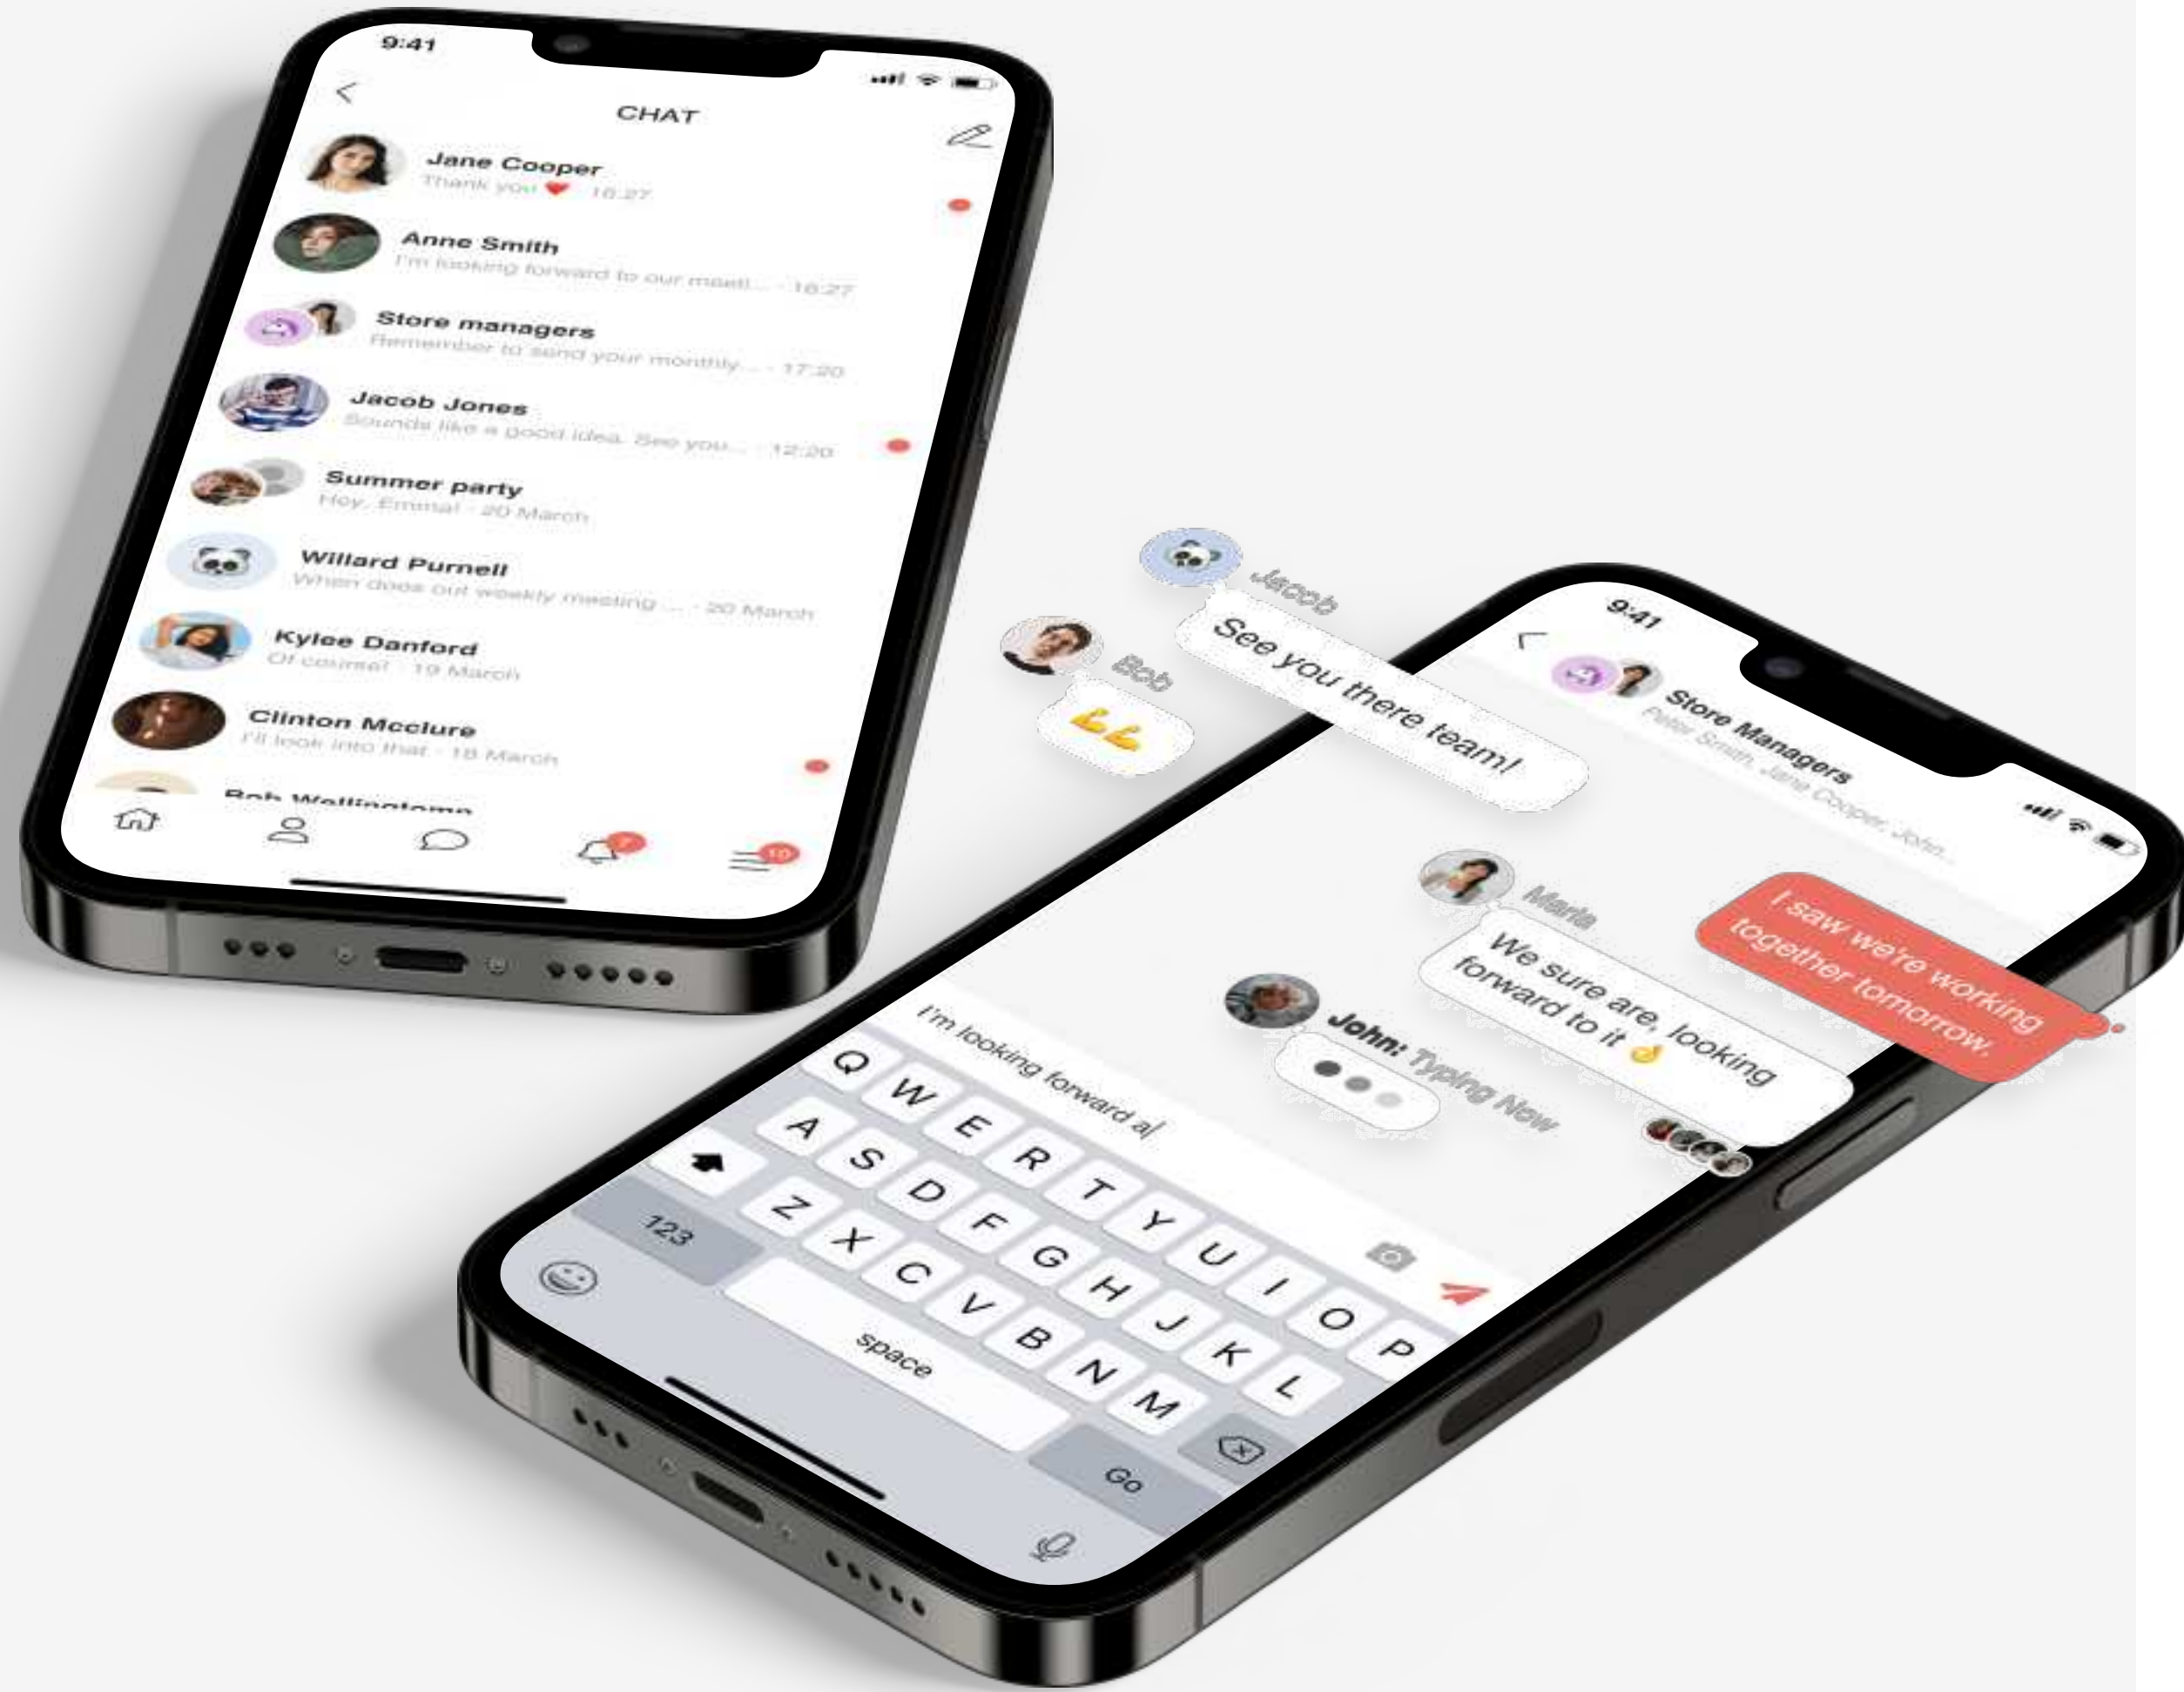 9:41
CHAT
Jane Cooper
Thank you ❤️ · 16:27
Anne Smith
I'm looking forward to our meeti... · 16:27
Store managers
Remember to send your monthly... · 17:20
Jacob Jones
Sounds like a good idea. See you... · 12:20
Summer party
Hey, Emma! · 20 March
Willard Purnell
When does out weekly meeting ... · 20 March
Kylee Danford
Of course! · 19 March
Clinton Mcclure
I'll look into that · 18 March
Bob Wellingtomn
7
10
9:41
Store Managers
Peter Smith, Jane Cooper, John...
Jacob
See you there team!
Bob
💪💪
I saw we're working
together tomorrow.
Maria
We sure are, looking
forward to it 👌
John: Typing Now
I'm looking forward a
Q W E R T Y U I O P
A S D F G H J K L
Z X C V B N M
123
space
Go